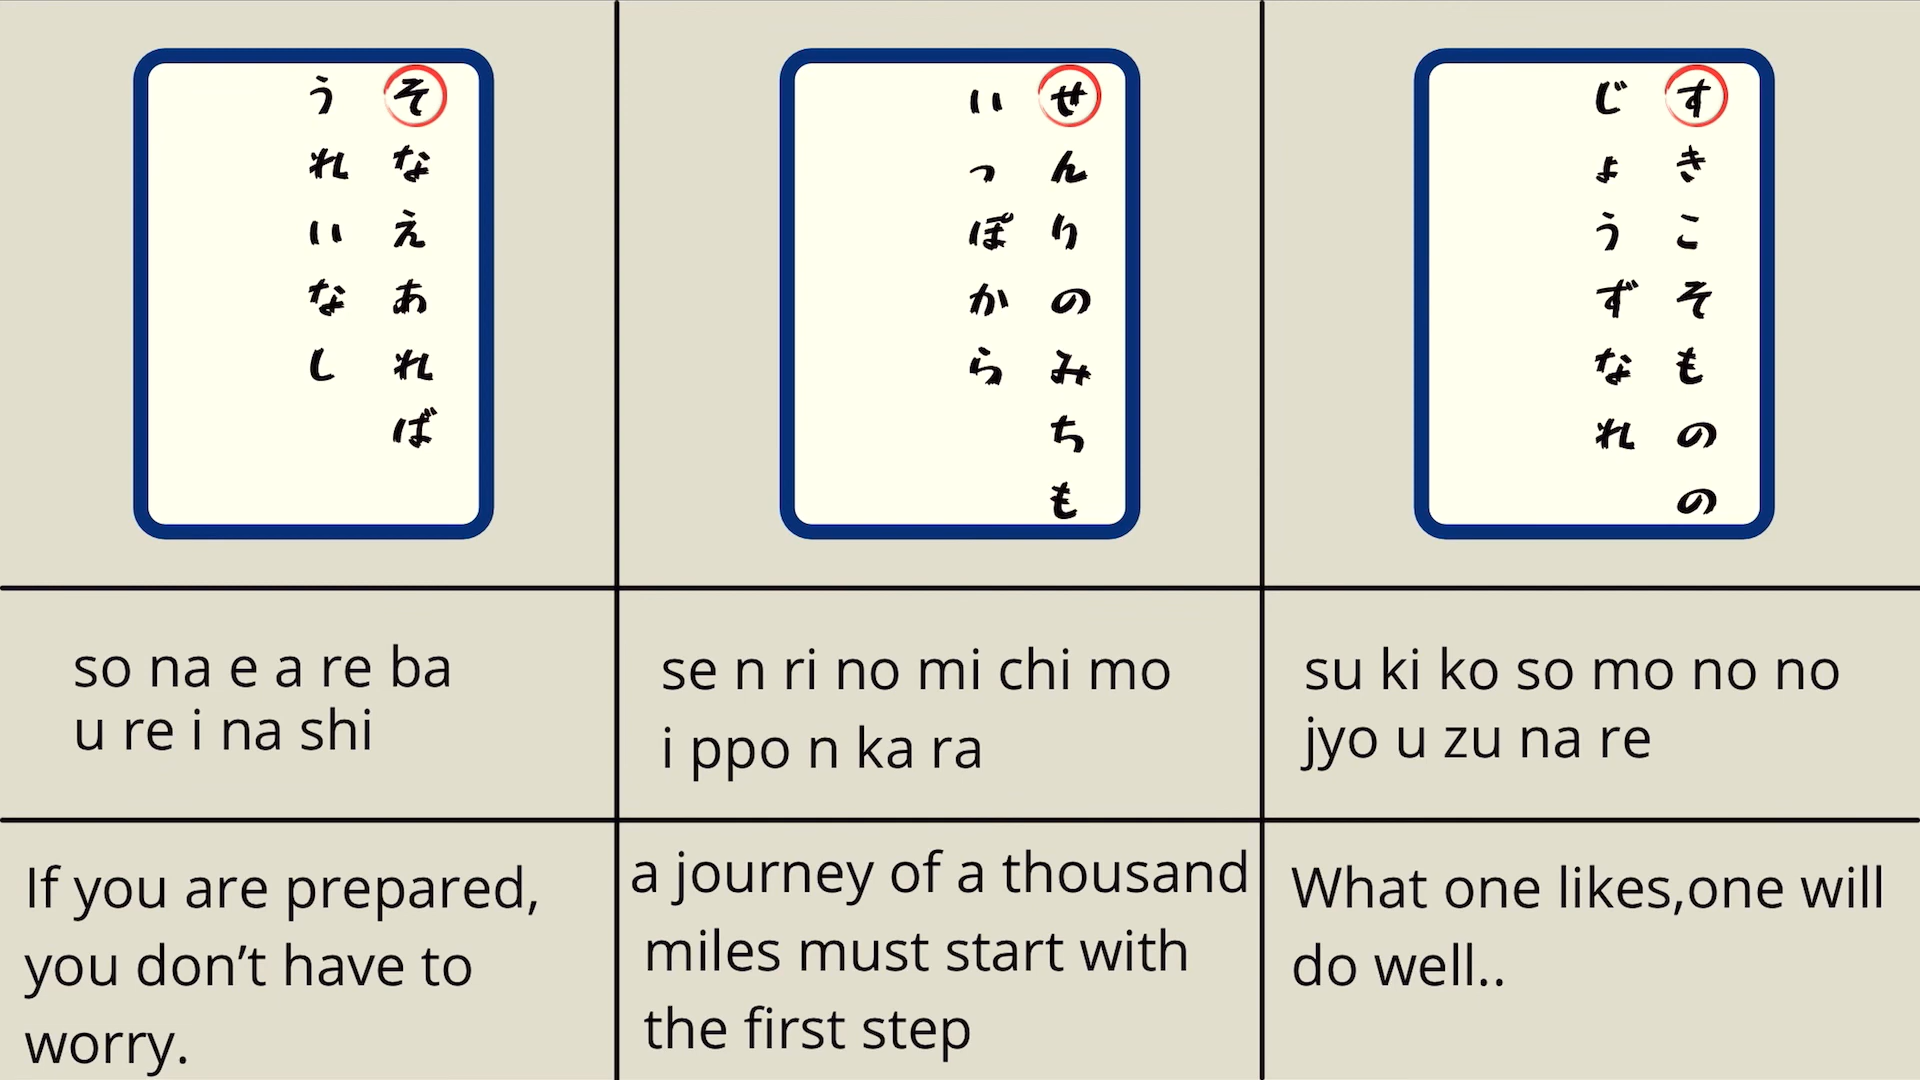 そなえあれば
うれいなし
せんりのみちも
いっぽから
すきこそものの
じょうずなれ
so na e a re ba
u re i na shi
se n ri no mi chi mo
i ppo n ka ra
su ki ko so mo no no
jyo u zu na re
If you are prepared,
you don’t have to
worry.
a journey of a thousand
miles must start with
the first step
What one likes,one will
do well..